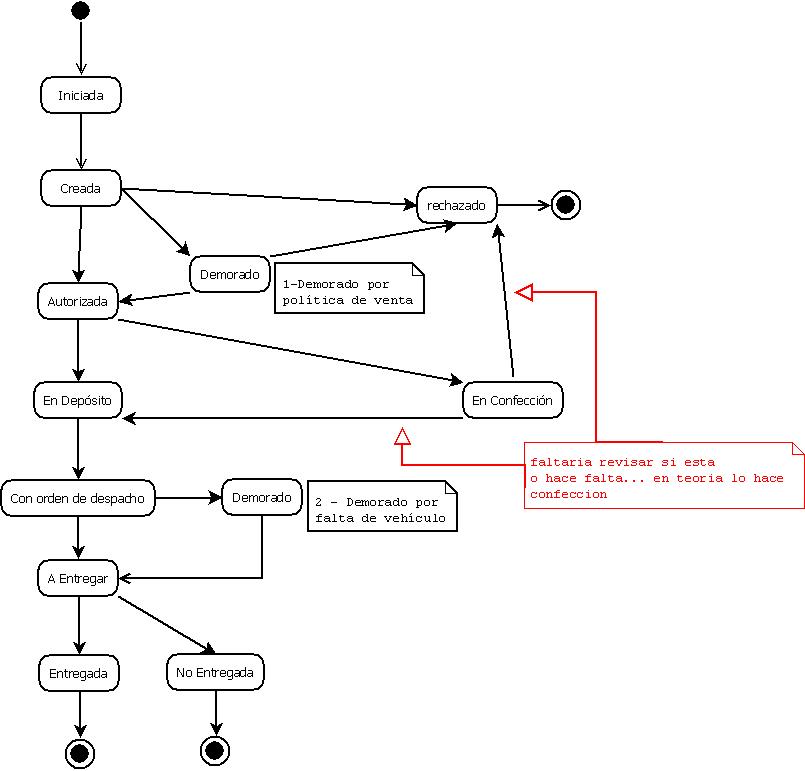 Iniciada
Creada
rechazado
Demorado
1-Demorado por
política de venta
Autorizada
En Depósito
En Confección
faltaria revisar si esta
o hace falta... en teoria lo hace
confeccion
Con orden de despacho
Demorado
2 - Demorado por
falta de vehículo
A Entregar
Entregada
No Entregada